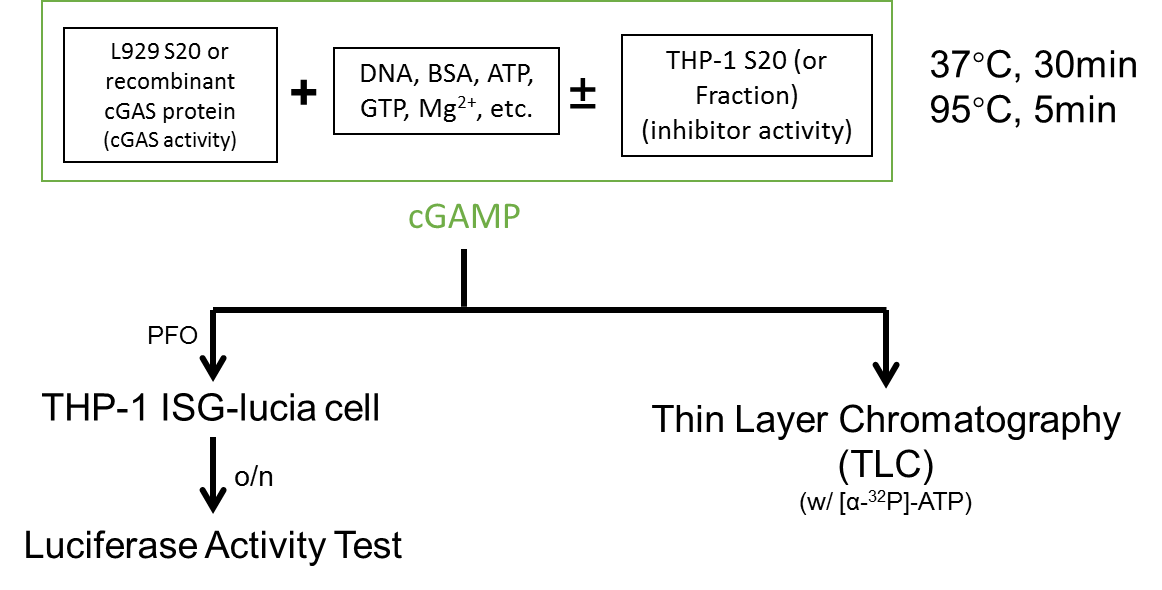 L929 S20 or
recombinant
cGAS protein
(cGAS activity)
+
DNA, BSA, ATP,
GTP, Mg²⁺, etc.
±
THP-1 S20 (or
Fraction)
(inhibitor activity)
37°C, 30min
95°C, 5min
cGAMP
PFO
THP-1 ISG-lucia cell
o/n
Luciferase Activity Test
Thin Layer Chromatography
(TLC)
(w/ [α-³²P]-ATP)